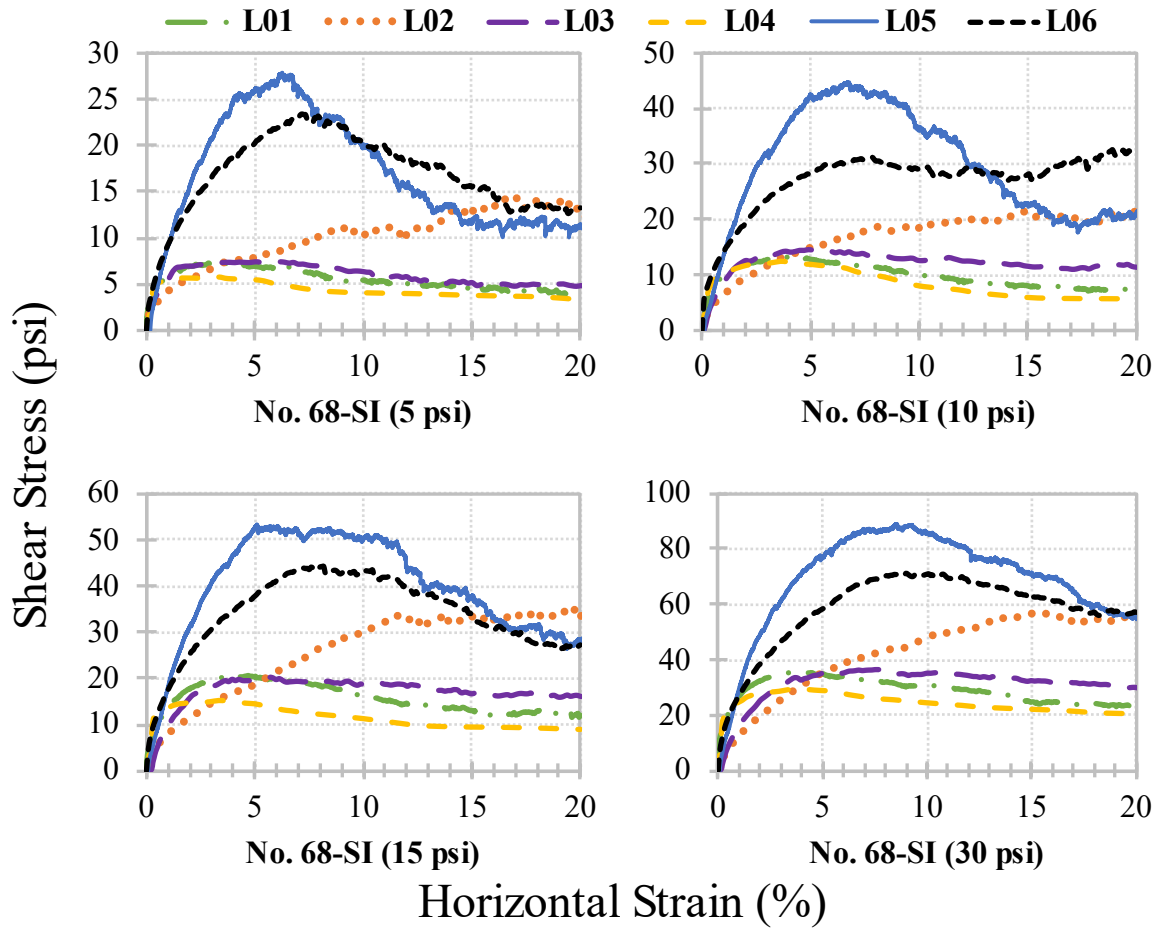 L01 L02 L03 L04 L05 L06
Shear Stress (psi)
30
25
20
15
10
5
0
0 5 10 15 20
No. 68-SI (5 psi)
50
40
30
20
10
0
0 5 10 15 20
No. 68-SI (10 psi)
60
50
40
30
20
10
0
0 5 10 15 20
No. 68-SI (15 psi)
100
80
60
40
20
0
0 5 10 15 20
No. 68-SI (30 psi)
Horizontal Strain (%)